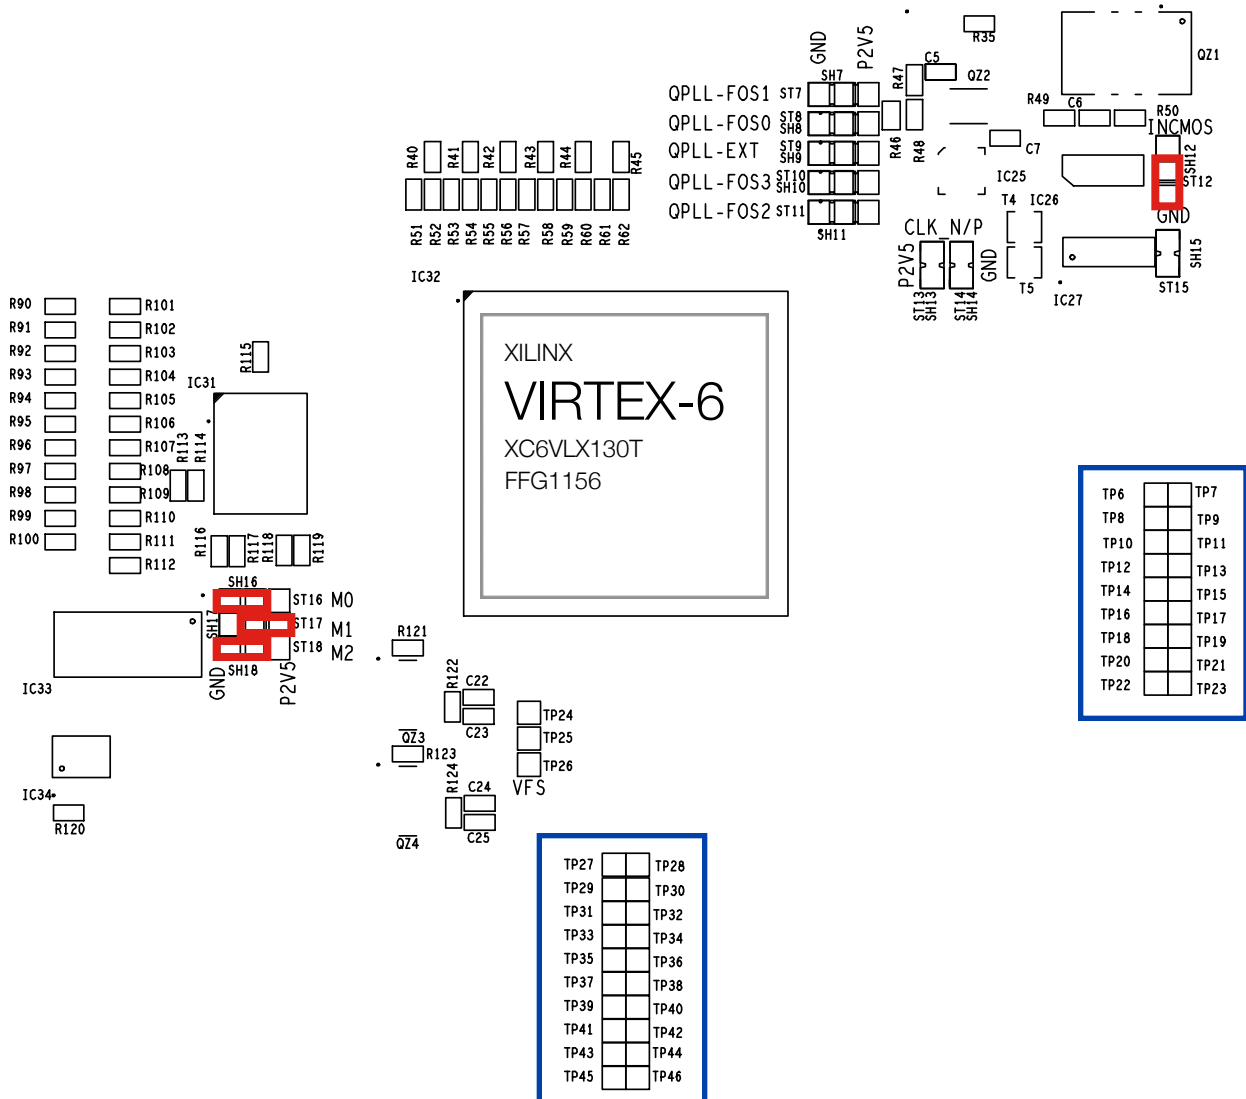 R35
QZ1
GND
P2V5
SH7
C5
QZ2
R47
QPLL-FOS1 ST7
QPLL-FOS0 ST8
SH8
QPLL-EXT ST9
SH9
QPLL-FOS3 ST10
SH10
QPLL-FOS2 ST11
SH11
R46
R48
R49
C6
R50
INCMOS
C7
SH12
ST12
GND
IC25
T4
IC26
CLK_N/P
P2V5
GND
ST13
SH13
ST14
SH14
T5
IC27
SH15
ST15
R40
R41
R42
R43
R44
R45
R51
R52
R53
R54
R55
R56
R57
R58
R59
R60
R61
R62
IC32
XILINX
VIRTEX-6
XC6VLX130T
FFG1156
R90
R101
R91
R102
R92
R103
R93
R104
R94
R105
R95
R106
R96
R107
R97
R108
R98
R109
R99
R110
R100
R111
R112
R115
IC31
R113
R114
R116
R117
R118
R119
SH16
ST16 M0
SH17
ST17 M1
ST18 M2
SH18
GND
P2V5
IC33
IC34
R120
R121
R122
C22
C23
QZ3
R123
R124
C24
C25
QZ4
TP24
TP25
TP26
VFS
TP6 TP7
TP8 TP9
TP10 TP11
TP12 TP13
TP14 TP15
TP16 TP17
TP18 TP19
TP20 TP21
TP22 TP23
TP27 TP28
TP29 TP30
TP31 TP32
TP33 TP34
TP35 TP36
TP37 TP38
TP39 TP40
TP41 TP42
TP43 TP44
TP45 TP46